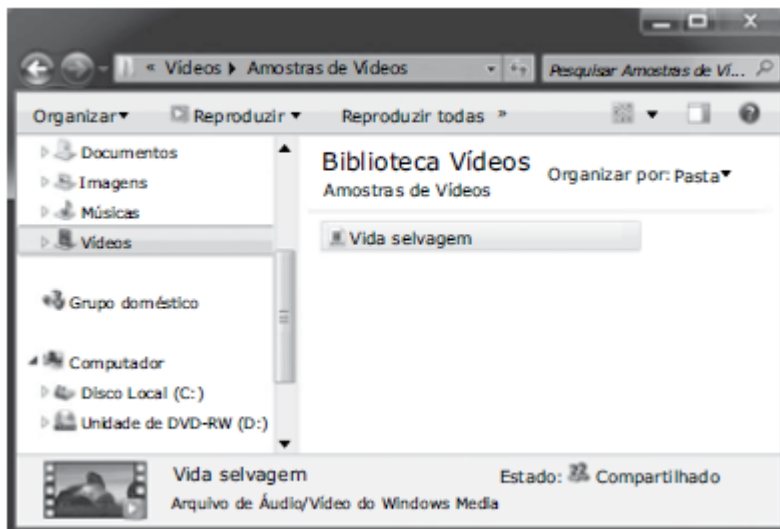 « Vídeos Amostras de Vídeos
Pesquisar Amostras de Ví...
Organizar Reproduzir Reproduzir todas »
Documentos
Imagens
Músicas
Vídeos
Grupo doméstico
Computador
Disco Local (C:)
Unidade de DVD-RW (D:)
Biblioteca Vídeos
Amostras de Vídeos
Organizar por: Pasta
Vida selvagem
Vida selvagem
Arquivo de Áudio/Vídeo do Windows Media
Estado: Compartilhado